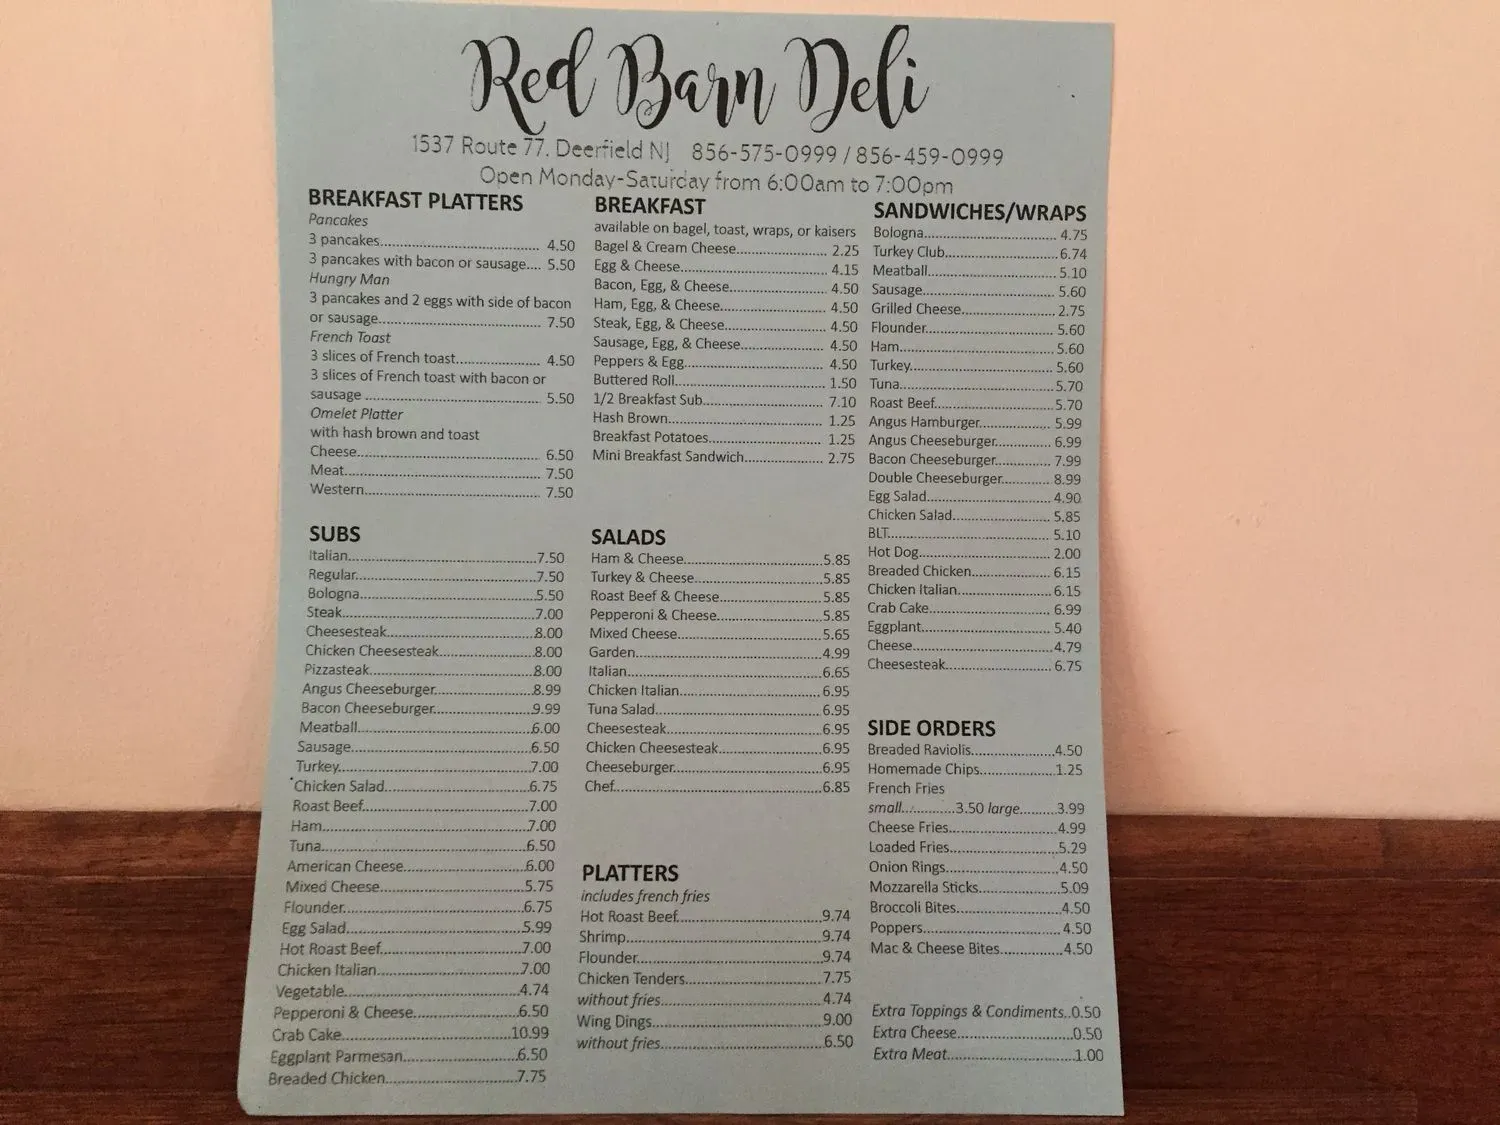 Red Barn Deli
1537 Route 77. Deerfield NJ 856-575-0999 / 856-459-0999
Open Monday-Saturday from 6:00am to 7:00pm
BREAKFAST PLATTERS
Pancakes
3 pancakes........................................ 4.50
3 pancakes with bacon or sausage.... 5.50
Hungry Man
3 pancakes and 2 eggs with side of bacon
or sausage........................................ 7.50
French Toast
3 slices of French toast..................... 4.50
3 slices of French toast with bacon or
sausage ............................................ 5.50
Omelet Platter
with hash brown and toast
Cheese.............................................. 6.50
Meat................................................. 7.50
Western............................................ 7.50
SUBS
Italian..............................................7.50
Regular.............................................7.50
Bologna............................................5.50
Steak................................................7.00
Cheesesteak.....................................8.00
Chicken Cheesesteak........................8.00
Pizzasteak.........................................8.00
Angus Cheeseburger.........................8.99
Bacon Cheeseburger.........................9.99
Meatball...........................................6.00
Sausage............................................6.50
Turkey..............................................7.00
Chicken Salad...................................6.75
Roast Beef........................................7.00
Ham..................................................7.00
Tuna.................................................6.50
American Cheese..............................6.00
Mixed Cheese...................................5.75
Flounder...........................................6.75
Egg Salad..........................................5.99
Hot Roast Beef..................................7.00
Chicken Italian..................................7.00
Vegetable.........................................4.74
Pepperoni & Cheese.........................6.50
Crab Cake........................................10.99
Eggplant Parmesan...........................6.50
Breaded Chicken...............................7.75
BREAKFAST
available on bagel, toast, wraps, or kaisers
Bagel & Cream Cheese........................ 2.25
Egg & Cheese...................................... 4.15
Bacon, Egg, & Cheese......................... 4.50
Ham, Egg, & Cheese........................... 4.50
Steak, Egg, & Cheese.......................... 4.50
Sausage, Egg, & Cheese..................... 4.50
Peppers & Egg................................... 4.50
Buttered Roll...................................... 1.50
1/2 Breakfast Sub............................... 7.10
Hash Brown........................................ 1.25
Breakfast Potatoes............................. 1.25
Mini Breakfast Sandwich.................... 2.75
SALADS
Ham & Cheese...................................5.85
Turkey & Cheese................................5.85
Roast Beef & Cheese..........................5.85
Pepperoni & Cheese...........................5.85
Mixed Cheese....................................5.65
Garden..............................................4.99
Italian................................................6.65
Chicken Italian...................................6.95
Tuna Salad.........................................6.95
Cheesesteak......................................6.95
Chicken Cheesesteak..........................6.95
Cheeseburger....................................6.95
Chef...................................................6.85
PLATTERS
includes french fries
Hot Roast Beef...................................9.74
Shrimp...............................................9.74
Flounder............................................9.74
Chicken Tenders................................7.75
without fries......................................4.74
Wing Dings........................................9.00
without fries......................................6.50
SANDWICHES/WRAPS
Bologna................................ 4.75
Turkey Club...........................6.74
Meatball...............................5.10
Sausage................................ 5.60
Grilled Cheese....................... 2.75
Flounder...............................5.60
Ham......................................5.60
Turkey...................................5.60
Tuna......................................5.70
Roast Beef.............................5.70
Angus Hamburger.................. 5.99
Angus Cheeseburger............... 6.99
Bacon Cheeseburger............... 7.99
Double Cheeseburger............. 8.99
Egg Salad.............................. 4.90
Chicken Salad........................ 5.85
BLT........................................ 5.10
Hot Dog................................. 2.00
Breaded Chicken.................... 6.15
Chicken Italian....................... 6.15
Crab Cake.............................. 6.99
Eggplant................................ 5.40
Cheese................................... 4.79
Cheesesteak........................... 6.75
SIDE ORDERS
Breaded Raviolis....................4.50
Homemade Chips..................1.25
French Fries
small.............3.50 large.........3.99
Cheese Fries..........................4.99
Loaded Fries..........................5.29
Onion Rings...........................4.50
Mozzarella Sticks...................5.09
Broccoli Bites.........................4.50
Poppers.................................4.50
Mac & Cheese Bites...............4.50
Extra Toppings & Condiments..0.50
Extra Cheese...........................0.50
Extra Meat..............................1.00